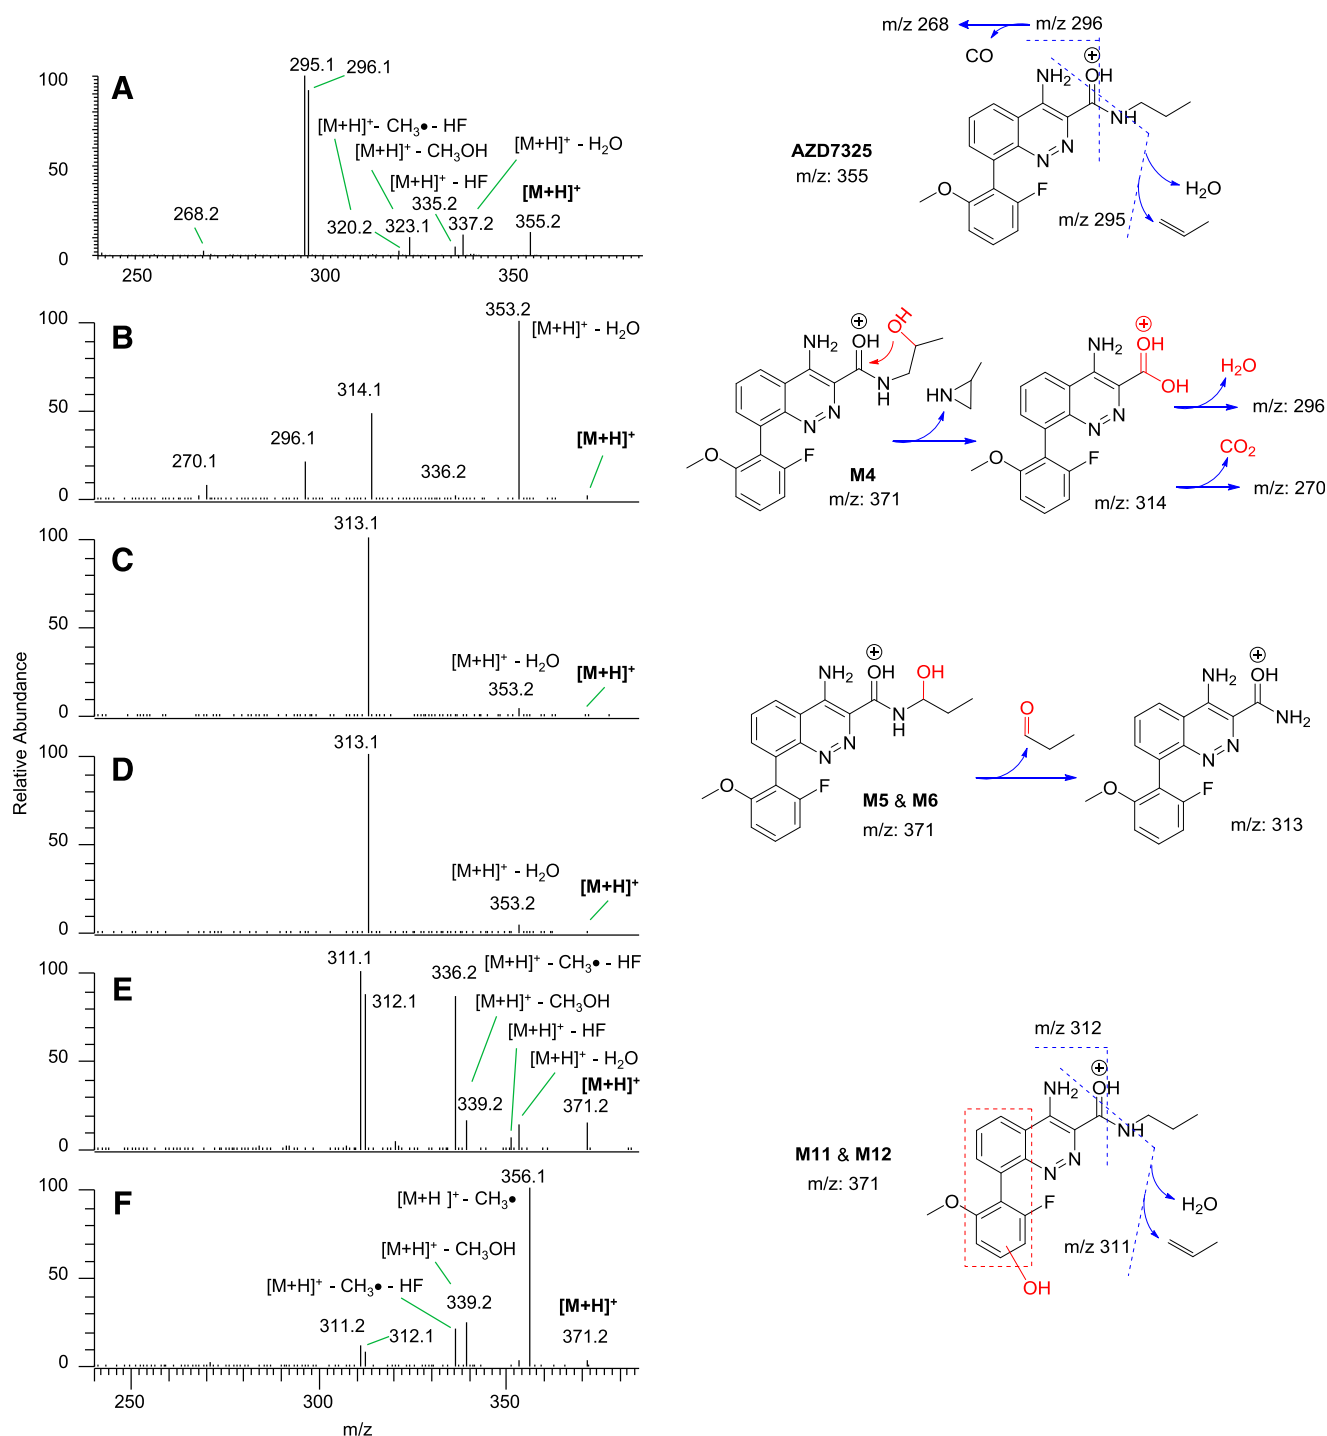 A
100
50
0
250
300
350
295.1
296.1
[M+H]⁺- CH₃● - HF
[M+H]⁺ - CH₃OH
[M+H]⁺ - H₂O
[M+H]⁺ - HF
335.2
[M+H]⁺
268.2
320.2
323.1
337.2
355.2
m/z 268
m/z 296
CO
⊕
NH₂
OH
NH
N
N
AZD7325
m/z: 355
O
F
H₂O
m/z 295
B
100
50
0
353.2
[M+H]⁺ - H₂O
314.1
296.1
270.1
336.2
[M+H]⁺
⊕
OH
OH
NH₂
N
H
N
N
O
F
M4
m/z: 371
HN
⊕
NH₂
OH
OH
N
N
O
F
m/z: 314
H₂O
m/z: 296
CO₂
m/z: 270
C
100
50
0
313.1
[M+H]⁺ - H₂O
353.2
[M+H]⁺
Relative Abundance
D
100
50
0
313.1
[M+H]⁺ - H₂O
353.2
[M+H]⁺
⊕
NH₂
OH
OH
N
H
N
N
O
F
M5 & M6
m/z: 371
O
⊕
NH₂
OH
NH₂
N
N
O
F
m/z: 313
E
100
50
0
311.1
312.1
336.2
[M+H]⁺ - CH₃● - HF
[M+H]⁺ - CH₃OH
[M+H]⁺ - HF
[M+H]⁺ - H₂O
[M+H]⁺
339.2
371.2
F
100
50
0
356.1
[M+H ]⁺ - CH₃●
[M+H]⁺ - CH₃OH
[M+H]⁺ - CH₃● - HF
339.2
[M+H]⁺
311.2
312.1
371.2
250
300
350
m/z
m/z 312
⊕
NH₂
OH
NH
N
N
M11 & M12
m/z: 371
O
F
H₂O
m/z 311
OH